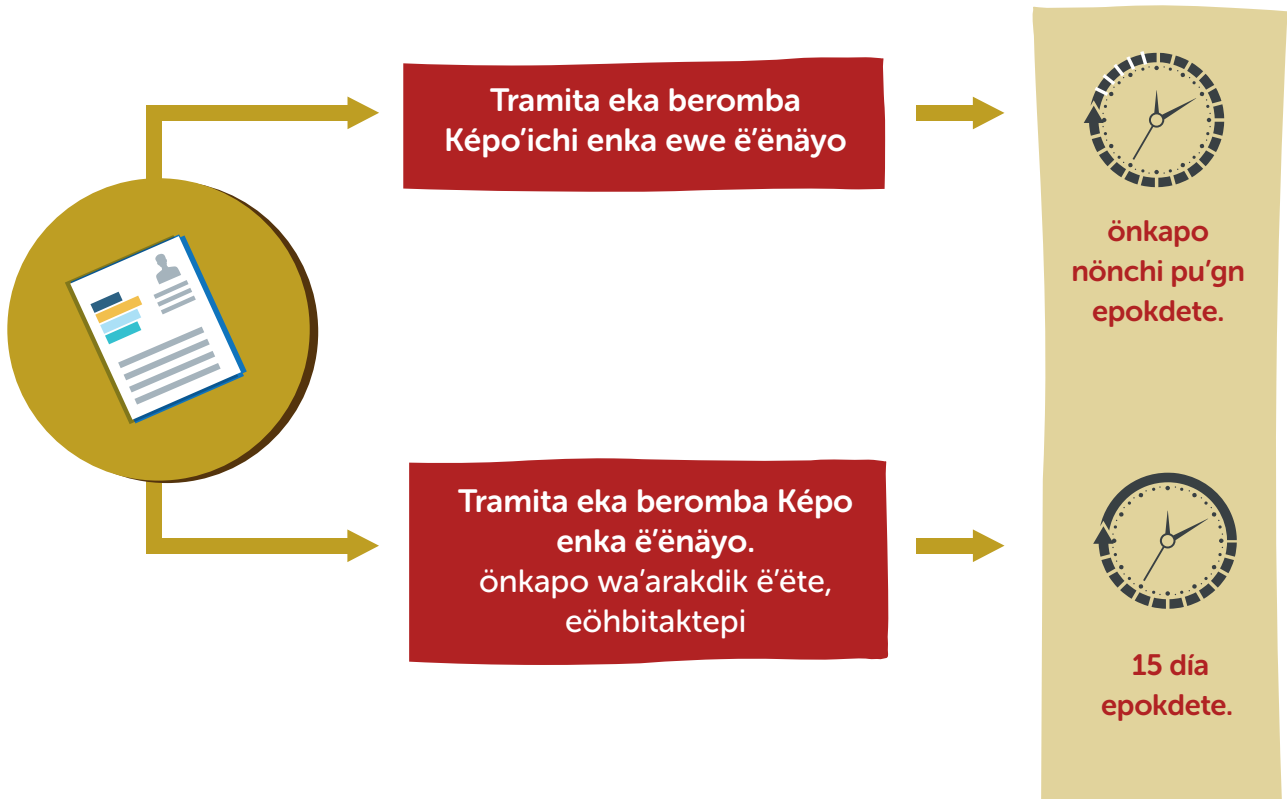 Tramita eka beromba
Képo'ichi enka ewe ë'ënäyo
önkapo
nönchi pu'gn
epokdete.
Tramita eka beromba Képo
enka ë'ënäyo.
önkapo wa'arakdik ë'ëte,
eöhbitaktepi
15 día
epokdete.